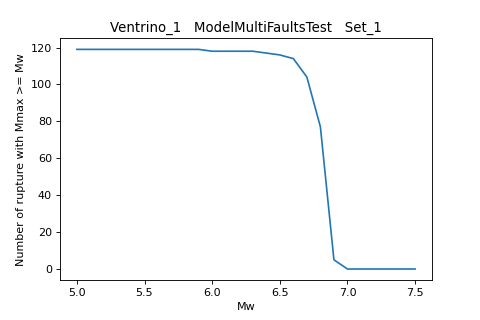 Ventrino_1 ModelMultiFaultsTest Set_1
Number of rupture with Mmax >= Mw
120
100
80
60
40
20
0
5.0 5.5 6.0 6.5 7.0 7.5
Mw